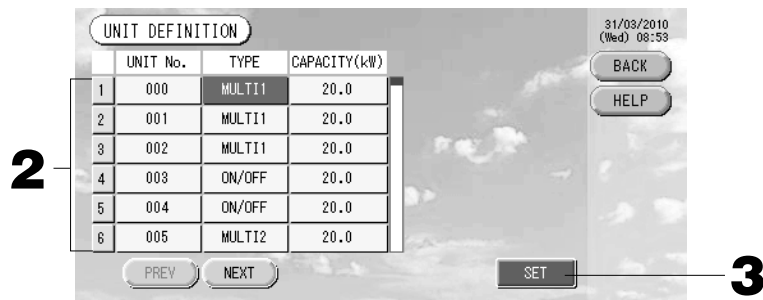 UNIT DEFINITION
31/03/2010
(Wed) 08:53
UNIT No. TYPE CAPACITY(kW)
BACK
1 000 MULTI1 20.0
HELP
2 001 MULTI1 20.0
3 002 MULTI1 20.0
2
4 003 ON/OFF 20.0
5 004 ON/OFF 20.0
6 005 MULTI2 20.0
PREV NEXT SET 3